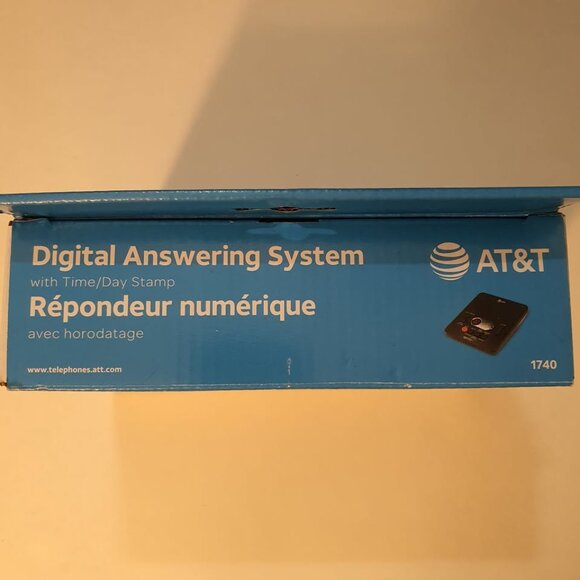 Digital Answering System
with Time/Day Stamp
Répondeur numérique
avec horodatage
www.telephones.att.com
AT&T
1740